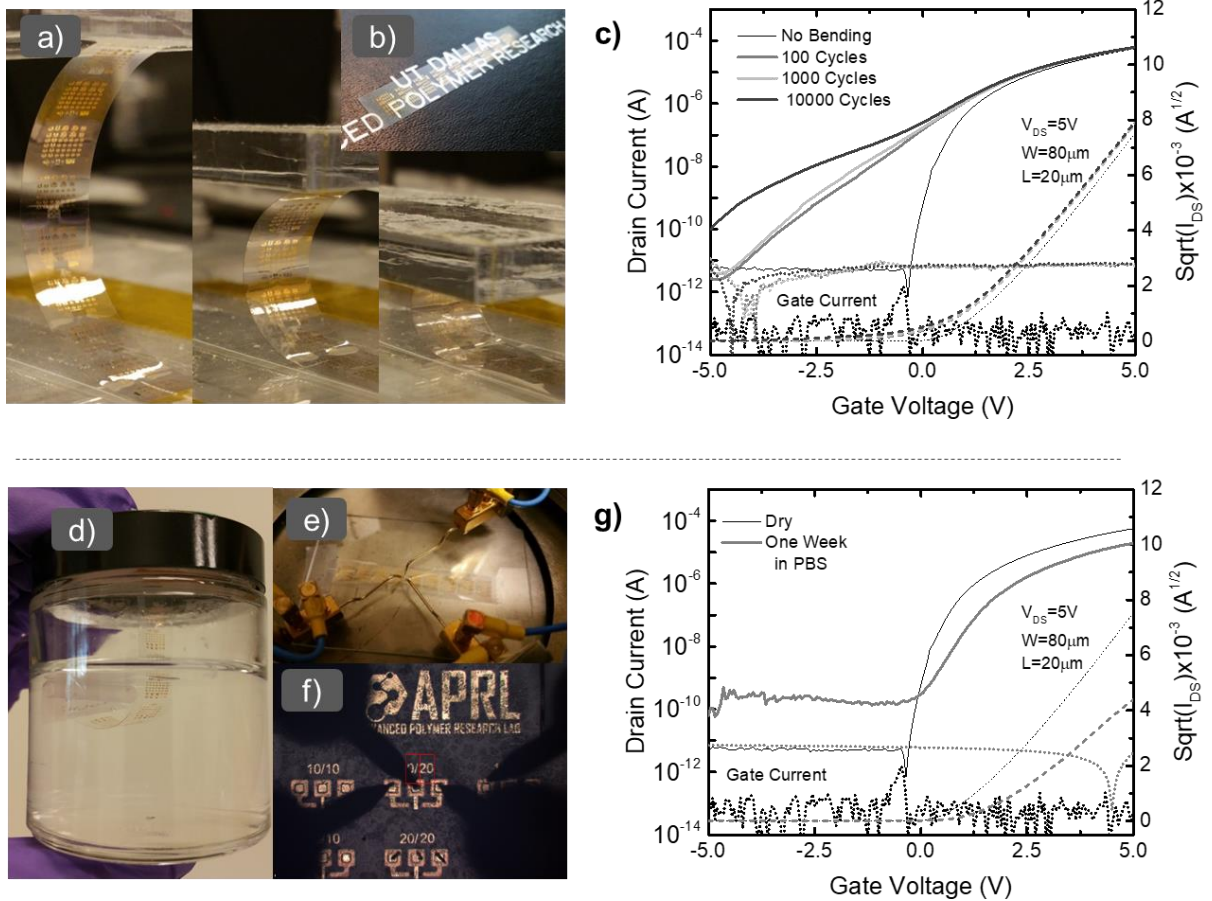 a)
b)
UT DALLAS
POLYMER RESEARCH
c)
No Bending
100 Cycles
1000 Cycles
10000 Cycles
V_DS=5V
W=80μm
L=20μm
Gate Current
Drain Current (A)
10^-4
10^-6
10^-8
10^-10
10^-12
10^-14
-5.0 -2.5 0.0 2.5 5.0
Gate Voltage (V)
12
10
8
6
4
2
0
Sqrt(I_DS)x10^-3 (A^1/2)
d)
e)
f)
APRL
ANCED POLYMER RESEARCH LAB
10/10
0/20
10
20/20
g)
Dry
One Week
in PBS
V_DS=5V
W=80μm
L=20μm
Gate Current
Drain Current (A)
10^-4
10^-6
10^-8
10^-10
10^-12
10^-14
-5.0 -2.5 0.0 2.5 5.0
Gate Voltage (V)
12
10
8
6
4
2
0
Sqrt(I_DS)x10^-3 (A^1/2)